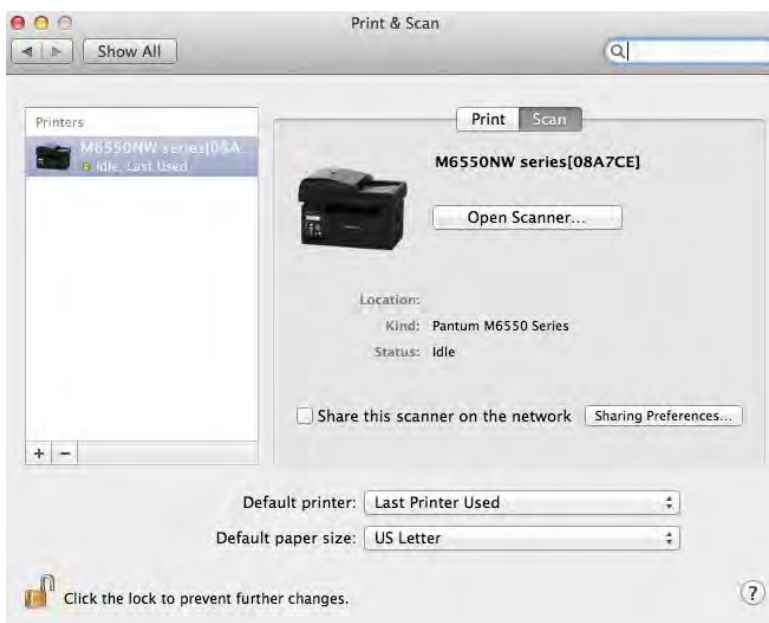 Print & Scan
Show All
Printers
M6550NW series[08A...
Idle, Last Used
Print Scan
M6550NW series[08A7CE]
Open Scanner...
Location:
Kind: Pantum M6550 Series
Status: Idle
Share this scanner on the network Sharing Preferences...
+ −
Default printer: Last Printer Used
Default paper size: US Letter
Click the lock to prevent further changes.
?